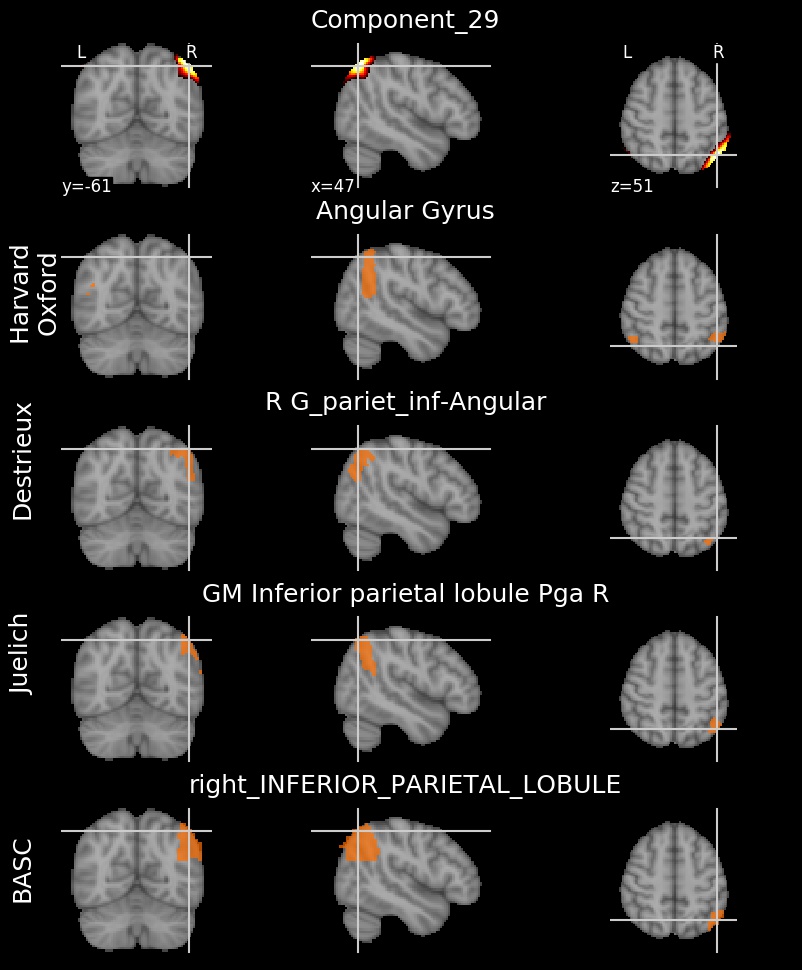 Component_29
L R
L R
y=-61
x=47
z=51
Angular Gyrus
Harvard
Oxford
R G_pariet_inf-Angular
Destrieux
GM Inferior parietal lobule Pga R
Juelich
right_INFERIOR_PARIETAL_LOBULE
BASC